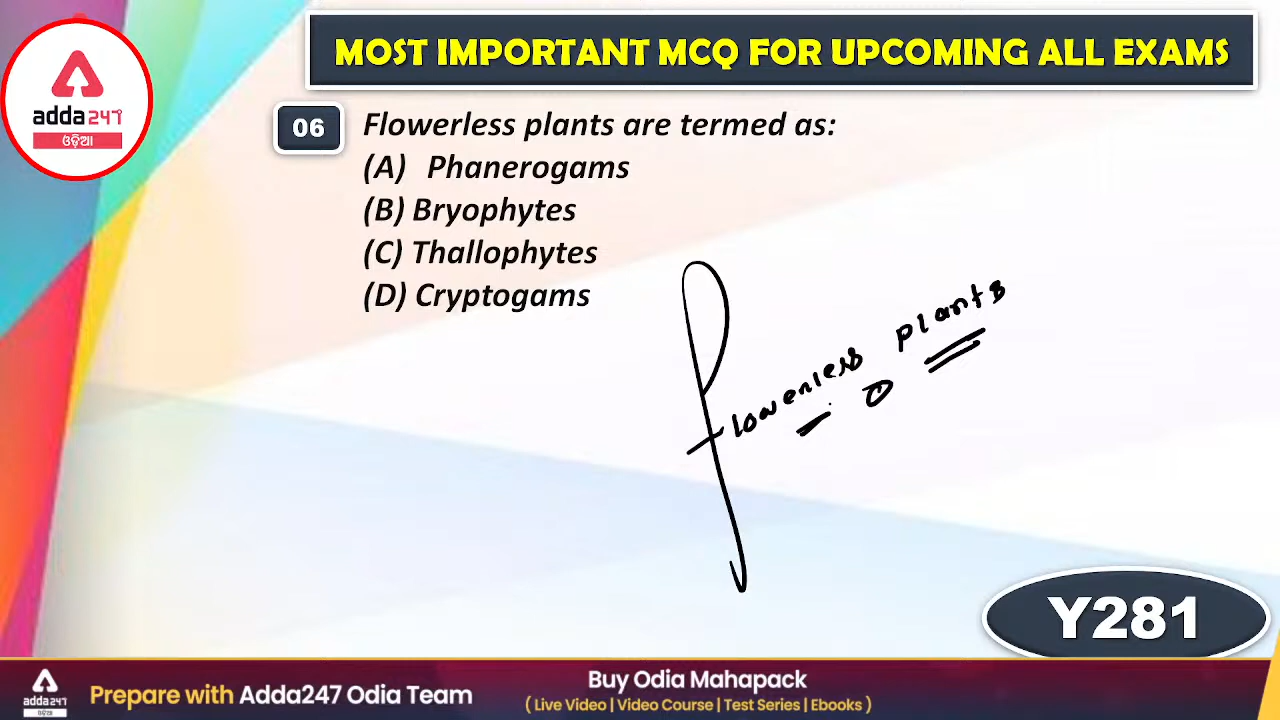 MOST IMPORTANT MCQ FOR UPCOMING ALL EXAMS
adda247
ଓଡ଼ିଆ
06 Flowerless plants are termed as:
(A) Phanerogams
(B) Bryophytes
(C) Thallophytes
(D) Cryptogams
flowerless plants
Y281
adda247
ଓଡ଼ିଆ
Prepare with Adda247 Odia Team
Buy Odia Mahapack
( Live Video | Video Course | Test Series | Ebooks )